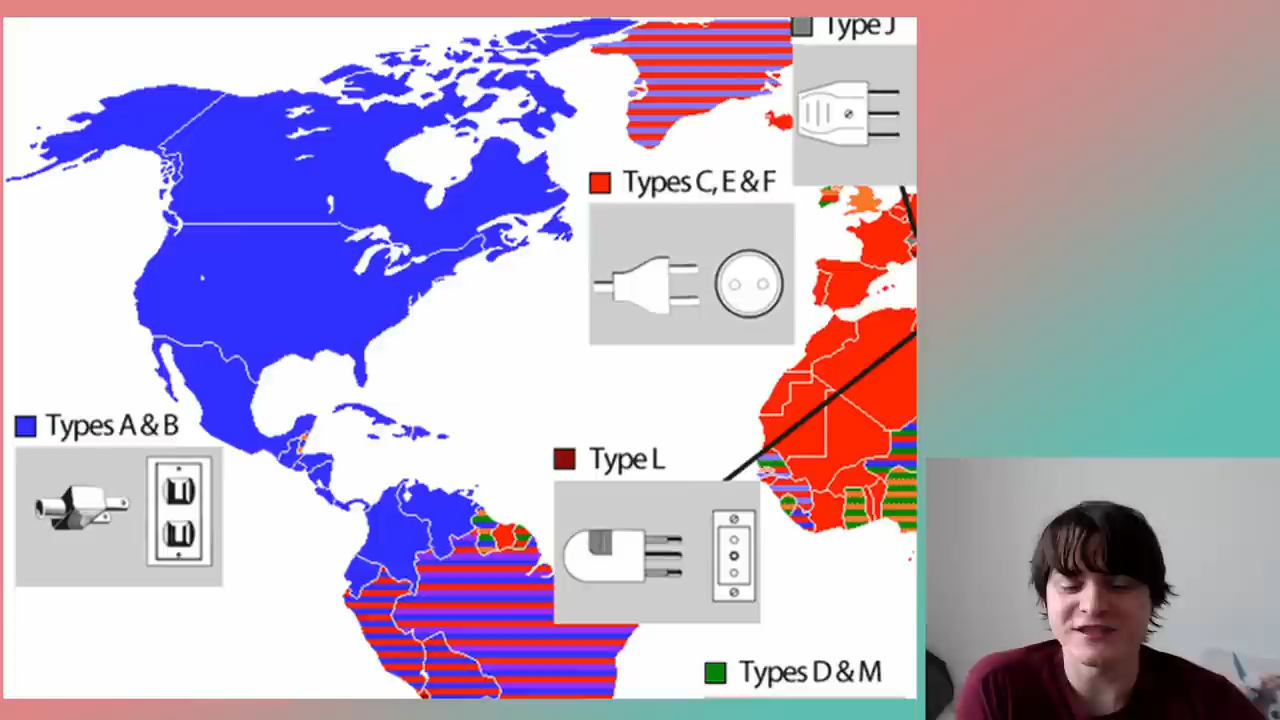 Type J
Types C, E & F
Types A & B
Type L
Types D & M